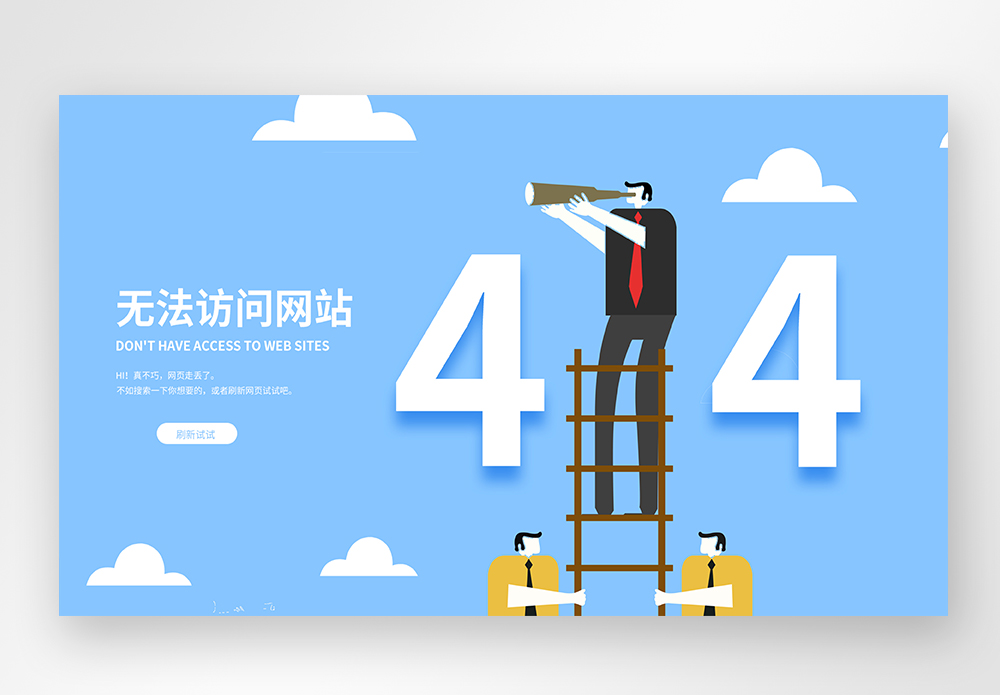 无法访问网站
DON'T HAVE ACCESS TO WEB SITES
HI！真不巧，网页走丢了。
不如搜索一下你想要的，或者刷新网页试试吧。
刷新试试
4 4